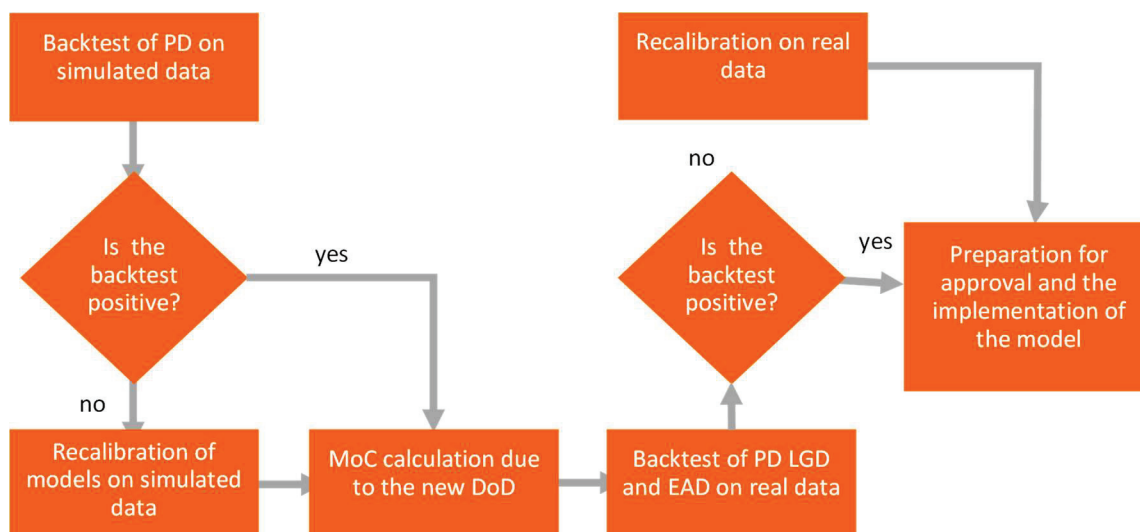 Backtest of PD on
simulated data
Is the
backtest
positive?
yes
no
Recalibration of
models on simulated
data
MoC calculation due
to the new DoD
Backtest of PD LGD
and EAD on real data
Is the
backtest
positive?
no
yes
Recalibration on real
data
Preparation for
approval and the
implementation of
the model